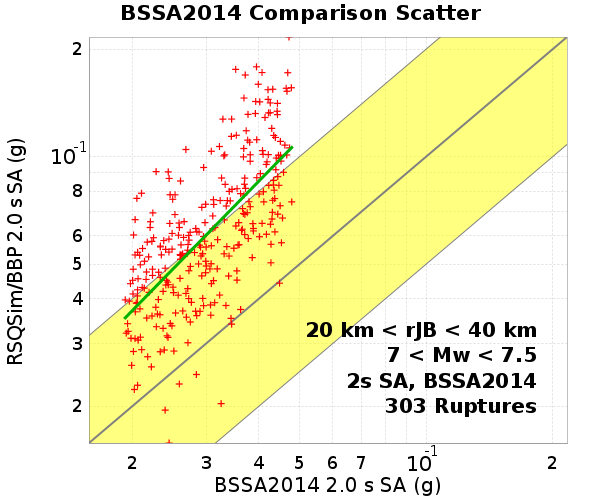 BSSA2014 Comparison Scatter
RSQSim/BBP 2.0 s SA (g)
2
10-1
8
6
5
4
3
2
20 km < rJB < 40 km
7 < Mw < 7.5
2s SA, BSSA2014
303 Ruptures
2 3 4 5 6 7 10-1 2
BSSA2014 2.0 s SA (g)